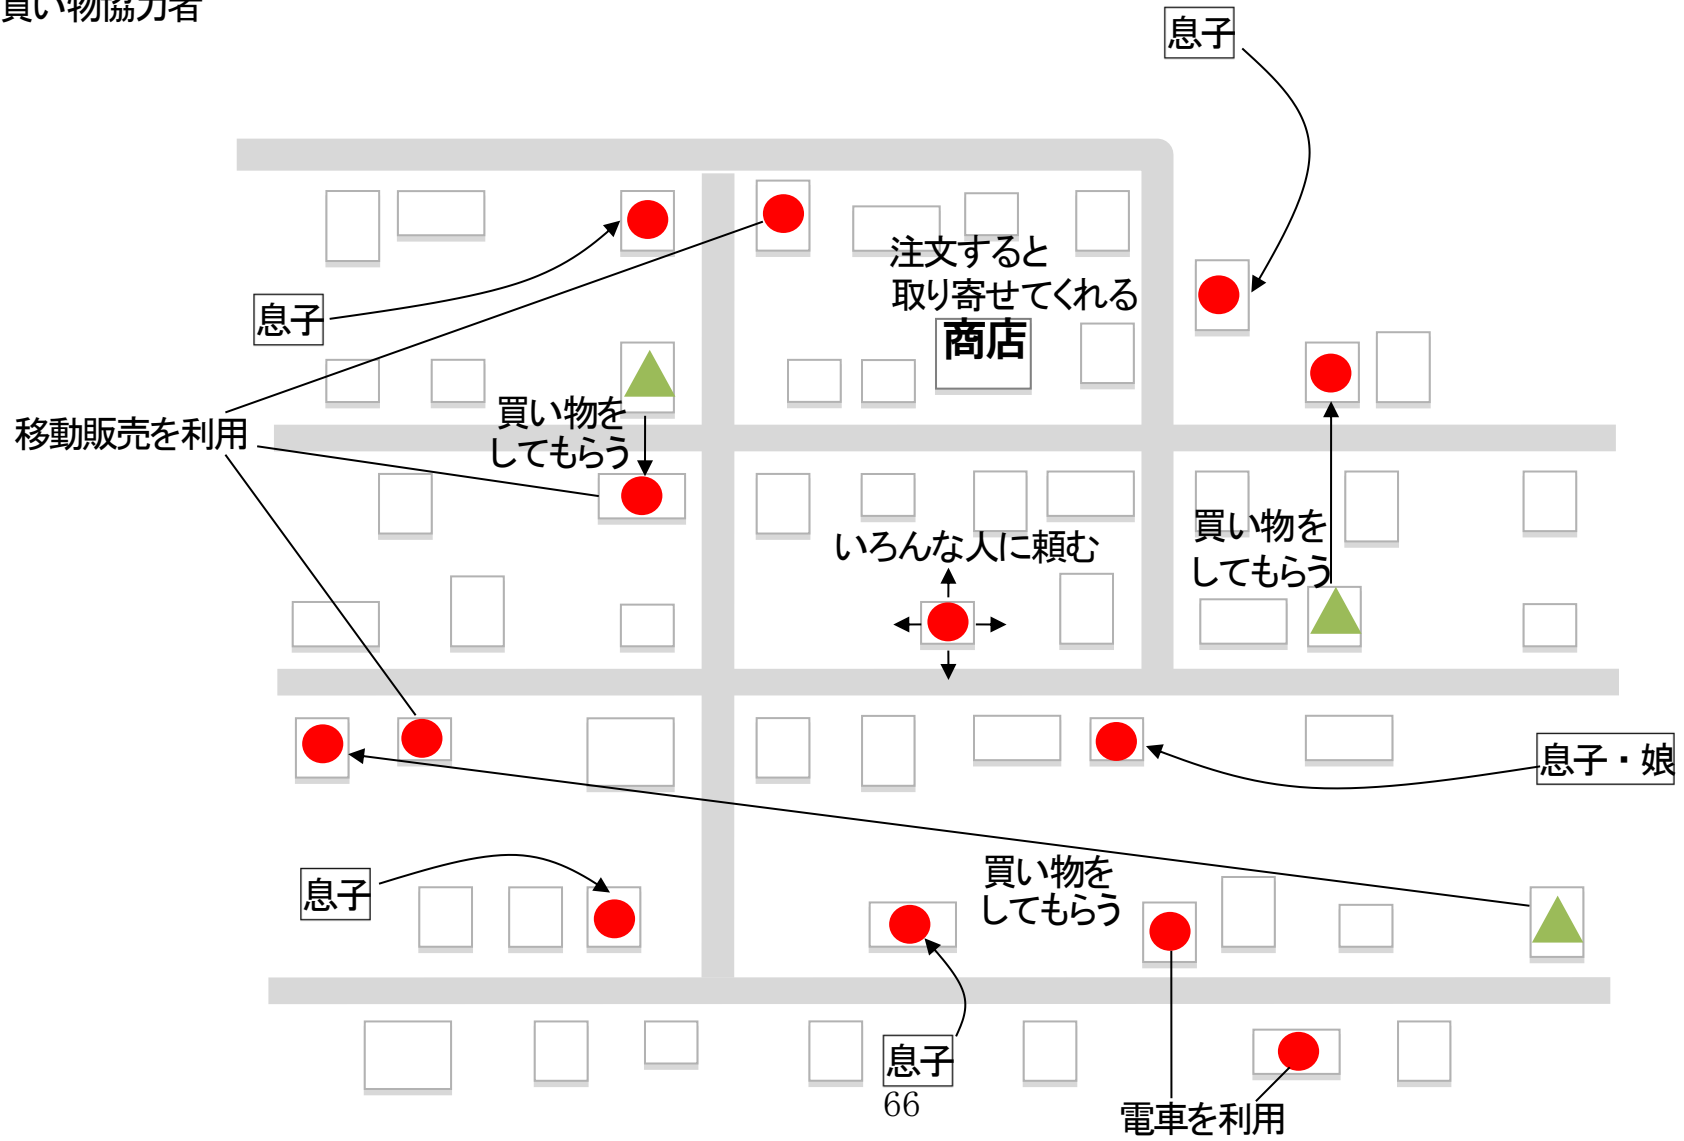 買い物協力者
息子
注文すると
取り寄せてくれる
商店
息子
買い物を
してもらう
移動販売を利用
買い物を
してもらう
いろんな人に頼む
息子・娘
買い物を
してもらう
息子
息子
66
電車を利用